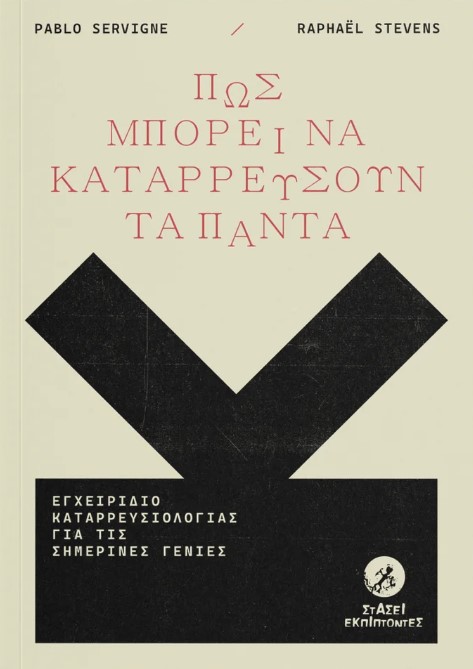 PABLO SERVIGNE / RAPHAËL STEVENS
ΠΩΣ
ΜΠΟΡΕΙ ΝΑ
ΚΑΤΑΡΡΕΥΣΟΥΝ
ΤΑ ΠΑΝΤΑ
ΕΓΧΕΙΡΙΔΙΟ
ΚΑΤΑΡΡΕΥΣΙΟΛΟΓΙΑΣ
ΓΙΑ ΤΙΣ
ΣΗΜΕΡΙΝΕΣ ΓΕΝΙΕΣ
ΣτΑΣΕΙ
ΕΚΠΙΠΤΟΝΤΕΣ